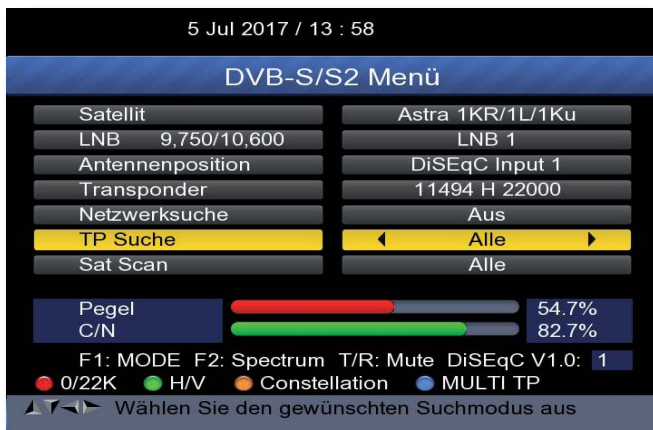 5 Jul 2017 / 13 : 58
DVB-S/S2 Menü
Satellit Astra 1KR/1L/1Ku
LNB 9,750/10,600 LNB 1
Antennenposition DiSEqC Input 1
Transponder 11494 H 22000
Netzwerksuche Aus
TP Suche Alle
Sat Scan Alle
Pegel 54.7%
C/N 82.7%
F1: MODE F2: Spectrum T/R: Mute DiSEqC V1.0: 1
0/22K H/V Constellation MULTI TP
Wählen Sie den gewünschten Suchmodus aus